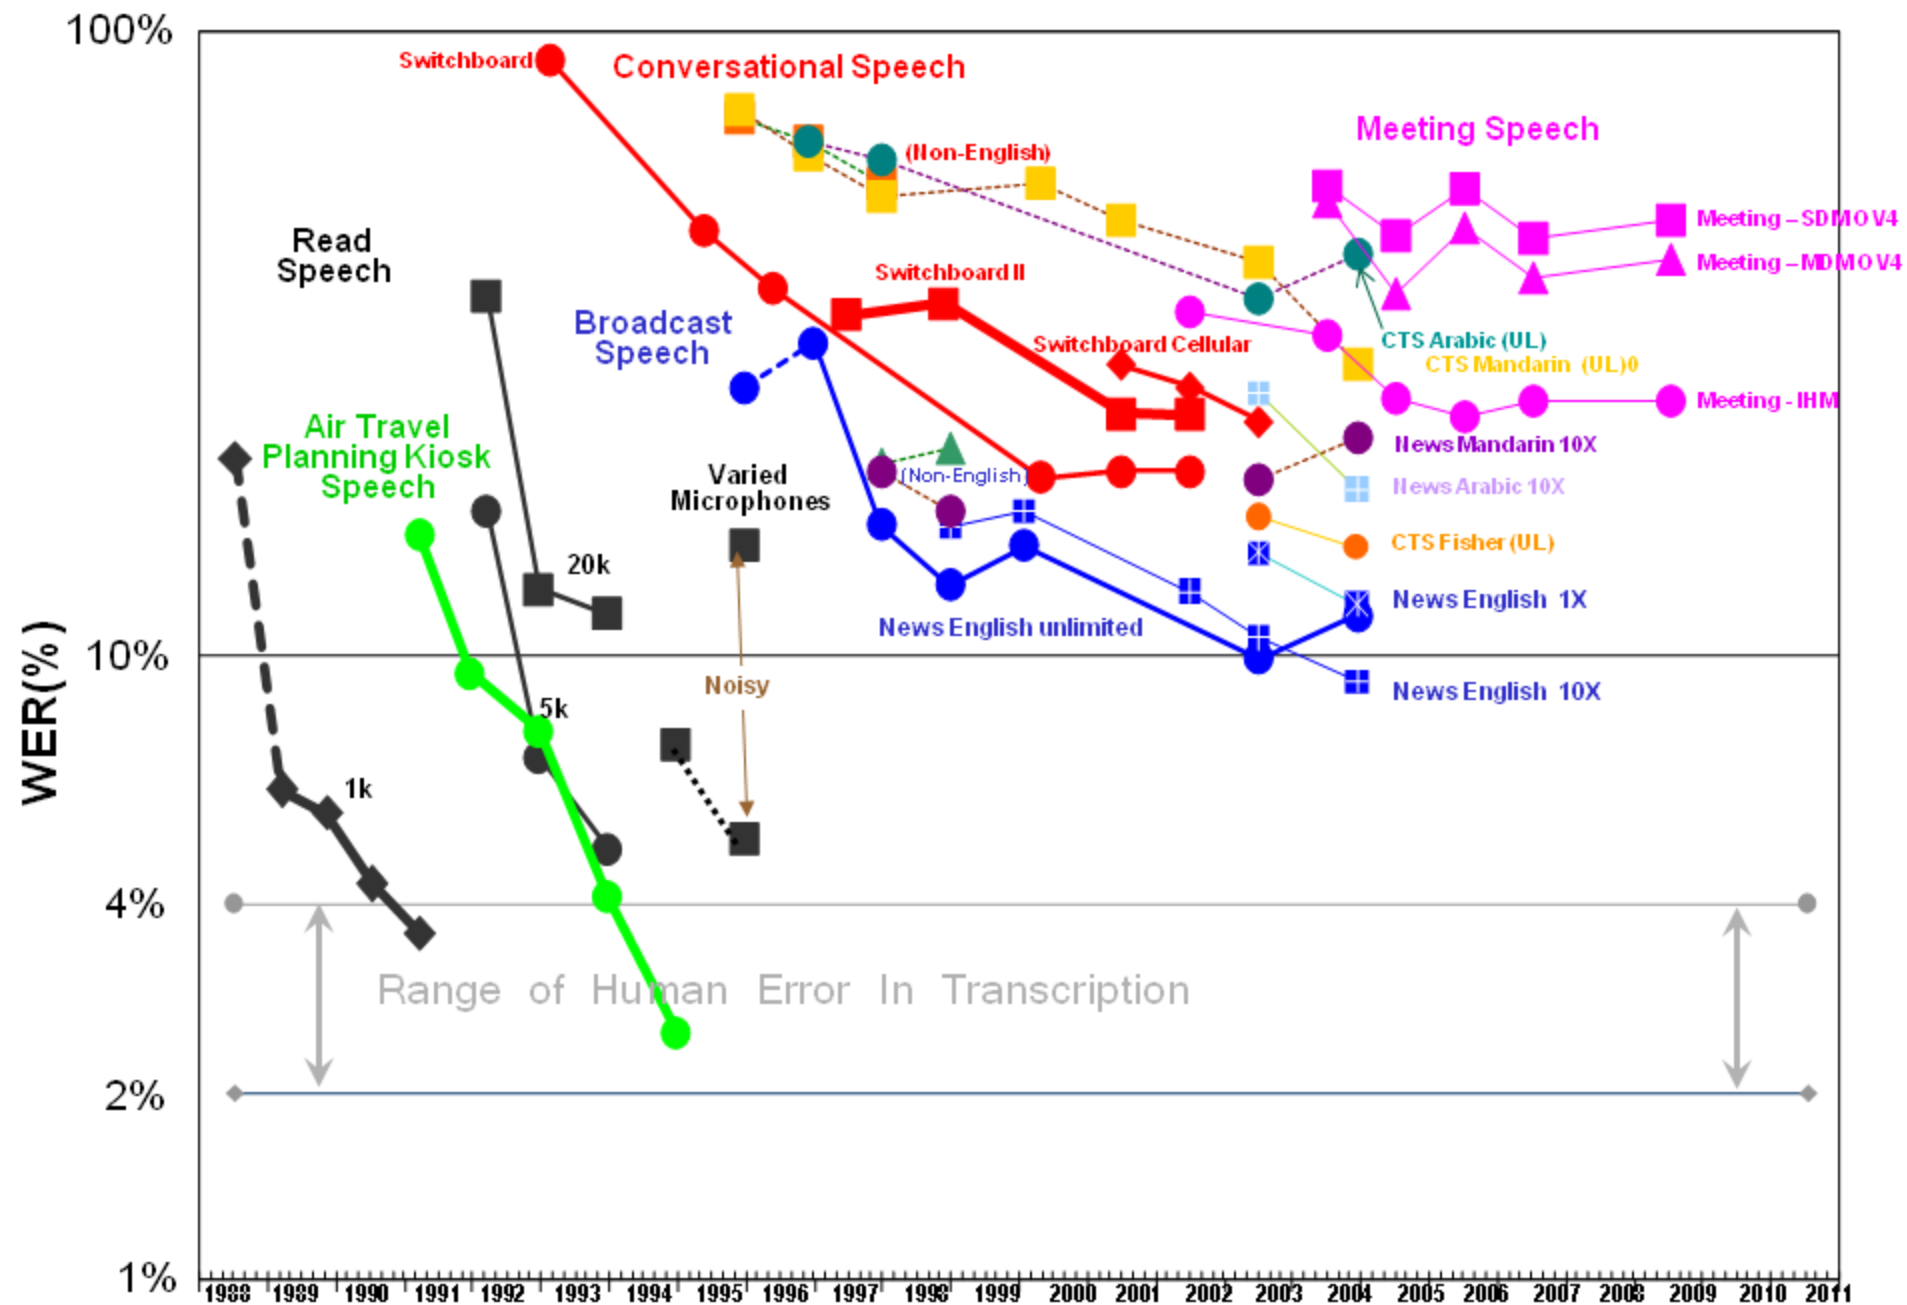 100%
Switchboard
Conversational Speech
Meeting Speech
(Non-English)
Meeting – SDM OV4
Read
Speech
Meeting – MDM OV4
Switchboard II
Broadcast
Speech
Switchboard Cellular
CTS Arabic (UL)
CTS Mandarin (UL)0
Meeting - IHM
Air Travel
Planning Kiosk
Speech
News Mandarin 10X
Varied
Microphones
(Non-English)
News Arabic 10X
CTS Fisher (UL)
20k
News English 1X
News English unlimited
WER(%)
10%
Noisy
News English 10X
5k
1k
4%
Range of Human Error In Transcription
2%
1%
1988 1989 1990 1991 1992 1993 1994 1995 1996 1997 1998 1999 2000 2001 2002 2003 2004 2005 2006 2007 2008 2009 2010 2011